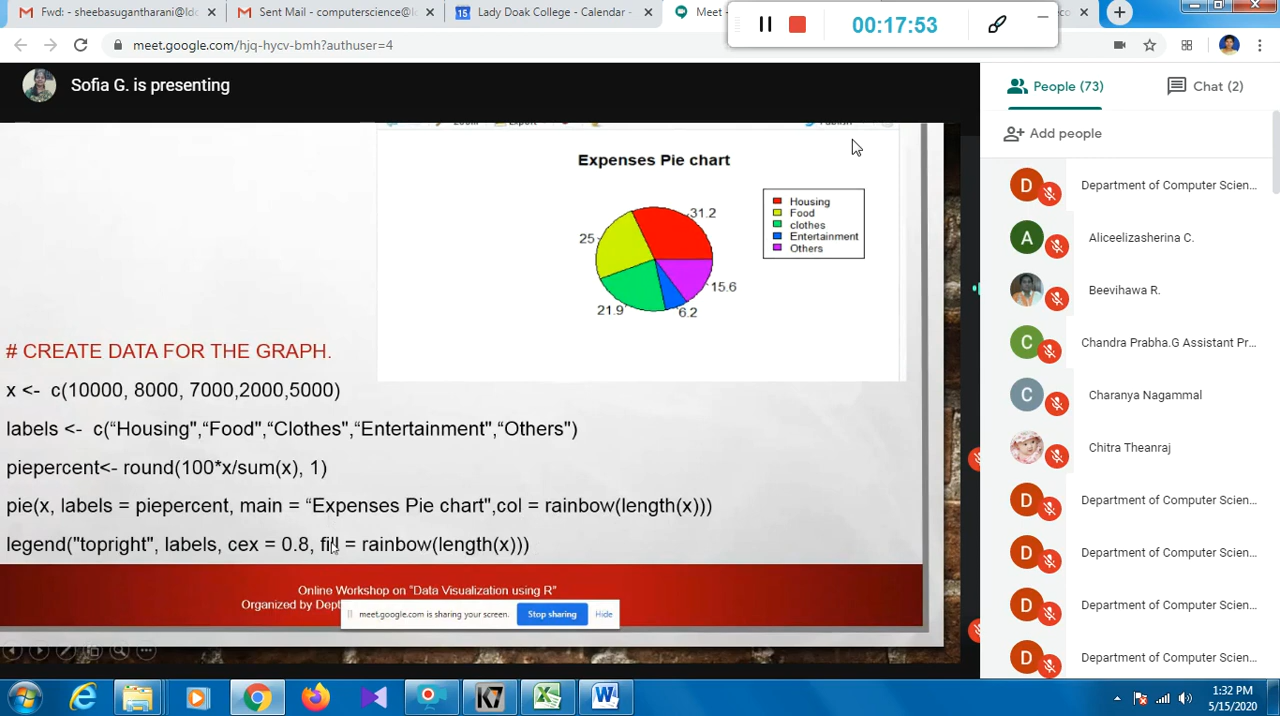 Fwd: - sheebasugantharani@ldc
Sent Mail - computerscience@l
Lady Doak College - Calendar -
Meet -
00:17:53
meet.google.com/hjq-hycv-bmh?authuser=4
Sofia G. is presenting
People (73)
Chat (2)
Add people
Department of Computer Scien...
Aliceelizasherina C.
Beevihawa R.
Chandra Prabha.G Assistant Pr...
Charanya Nagammal
Chitra Theanraj
Department of Computer Scien...
Department of Computer Scien...
Department of Computer Scien...
Department of Computer Scien...
Expenses Pie chart
31.2
25
21.9
6.2
15.6
Housing
Food
clothes
Entertainment
Others
# CREATE DATA FOR THE GRAPH.
x <- c(10000, 8000, 7000,2000,5000)
labels <- c(“Housing",“Food",“Clothes",“Entertainment",“Others")
piepercent<- round(100*x/sum(x), 1)
pie(x, labels = piepercent, main = “Expenses Pie chart",col = rainbow(length(x)))
legend("topright", labels, cex = 0.8, fill = rainbow(length(x)))
Online Workshop on “Data Visualization using R”
Organized by Dept
meet.google.com is sharing your screen.
Stop sharing
Hide
1:32 PM
5/15/2020